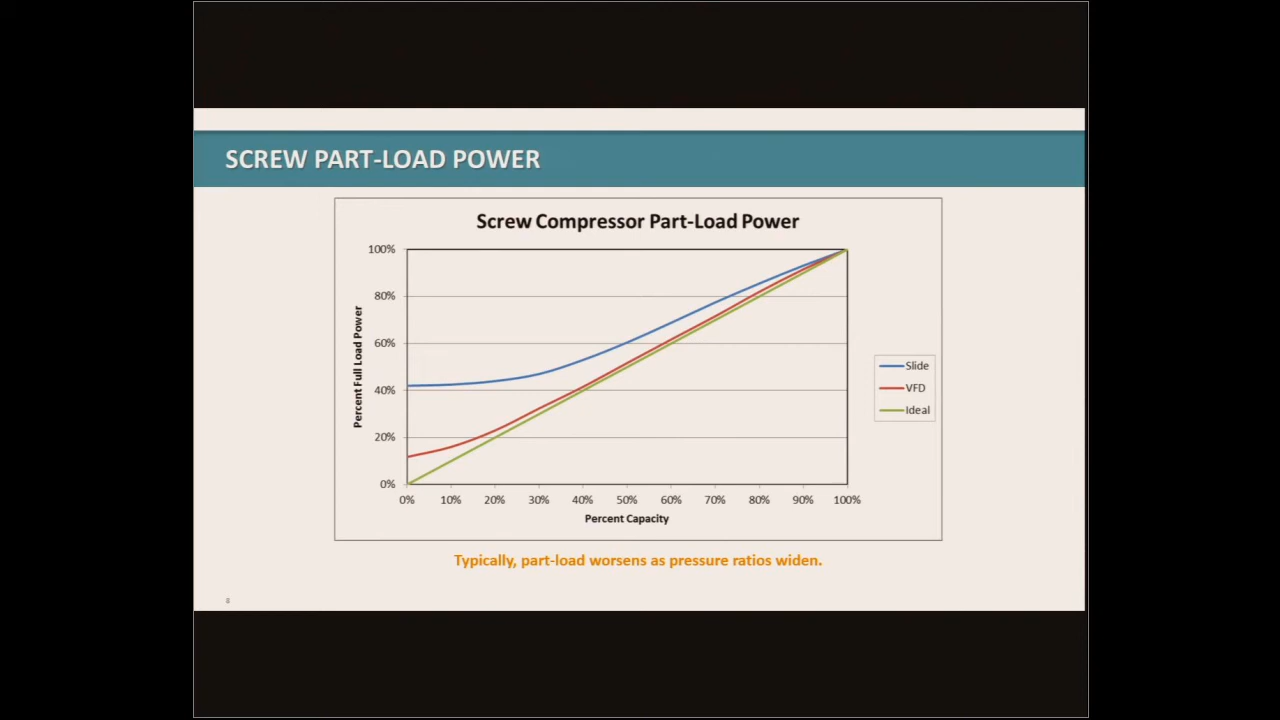 SCREW PART-LOAD POWER
Screw Compressor Part-Load Power
Percent Full Load Power
100%
80%
60%
40%
20%
0%
0% 10% 20% 30% 40% 50% 60% 70% 80% 90% 100%
Percent Capacity
Slide
VFD
Ideal
Typically, part-load worsens as pressure ratios widen.
8